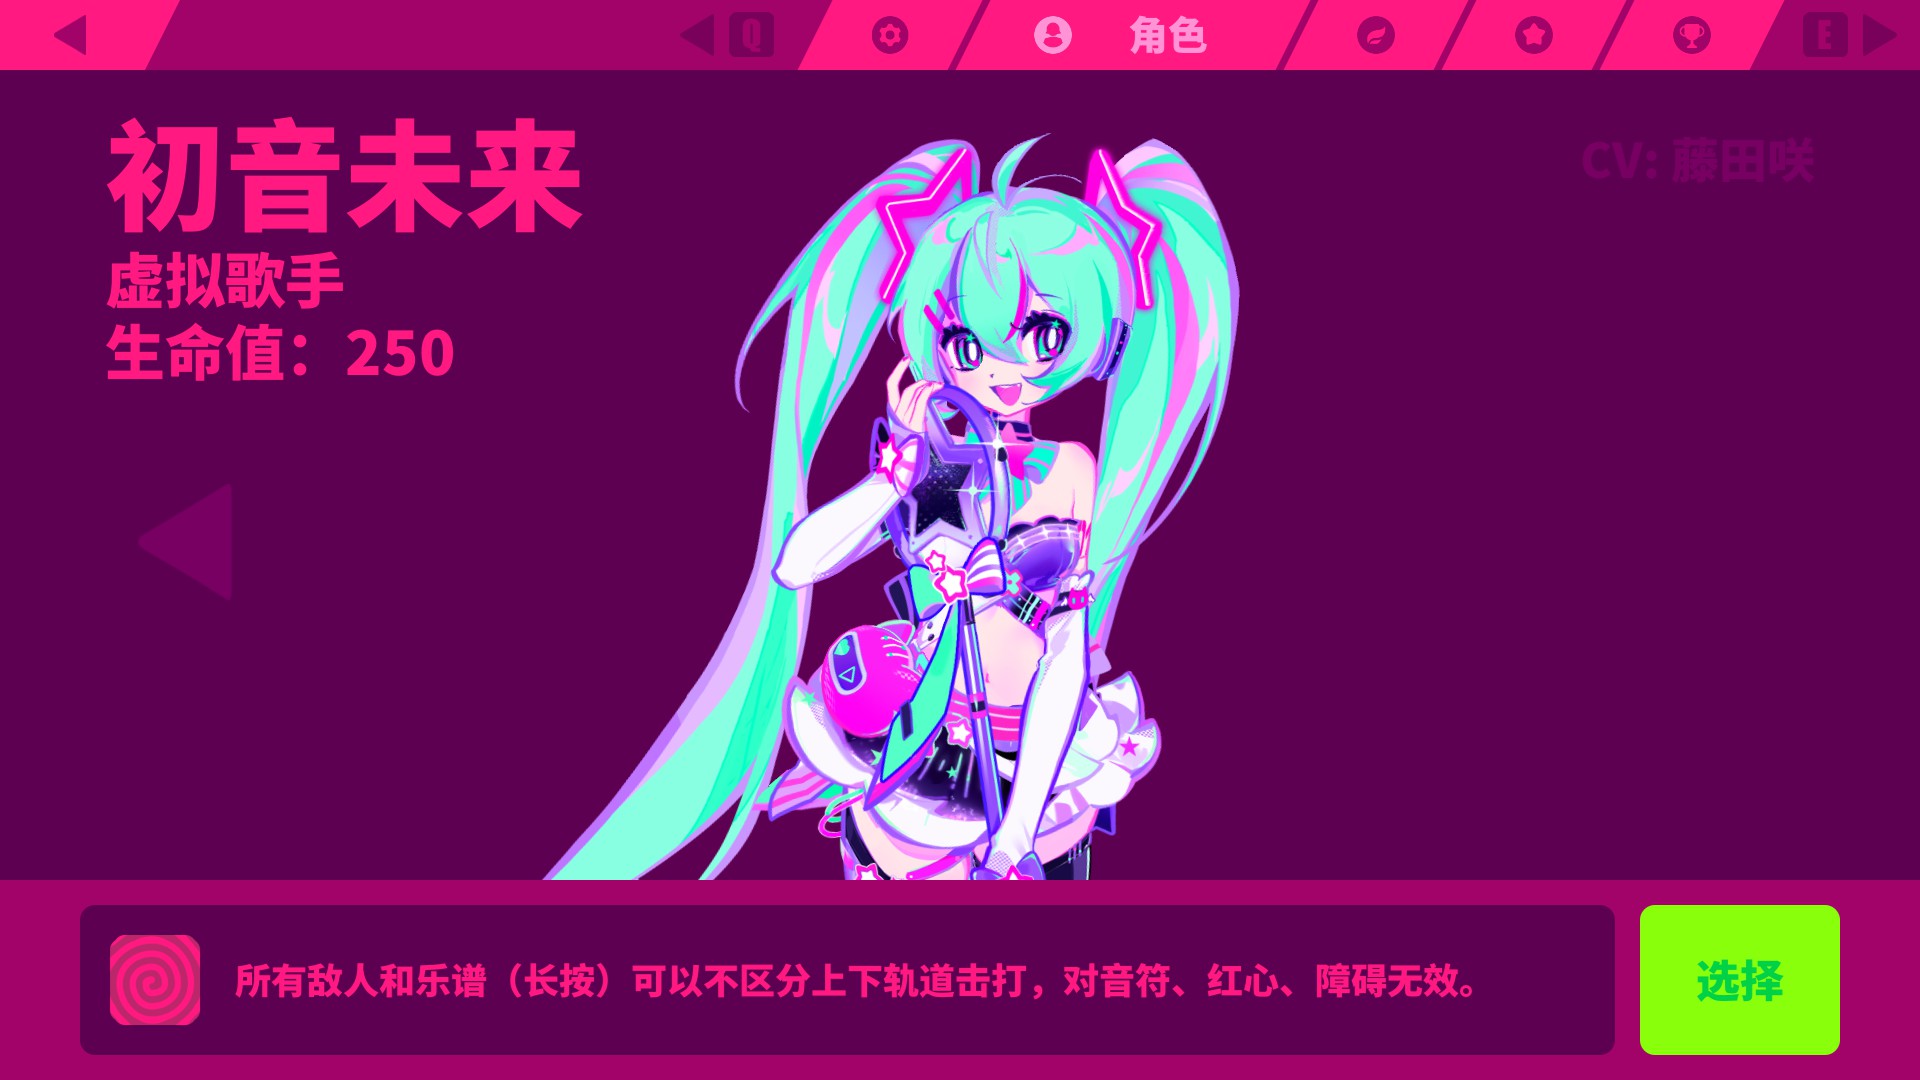 Q
角色
E
初音未来
CV: 藤田咲
虚拟歌手
生命值：250
所有敌人和乐谱（长按）可以不区分上下轨道击打，对音符、红心、障碍无效。
选择